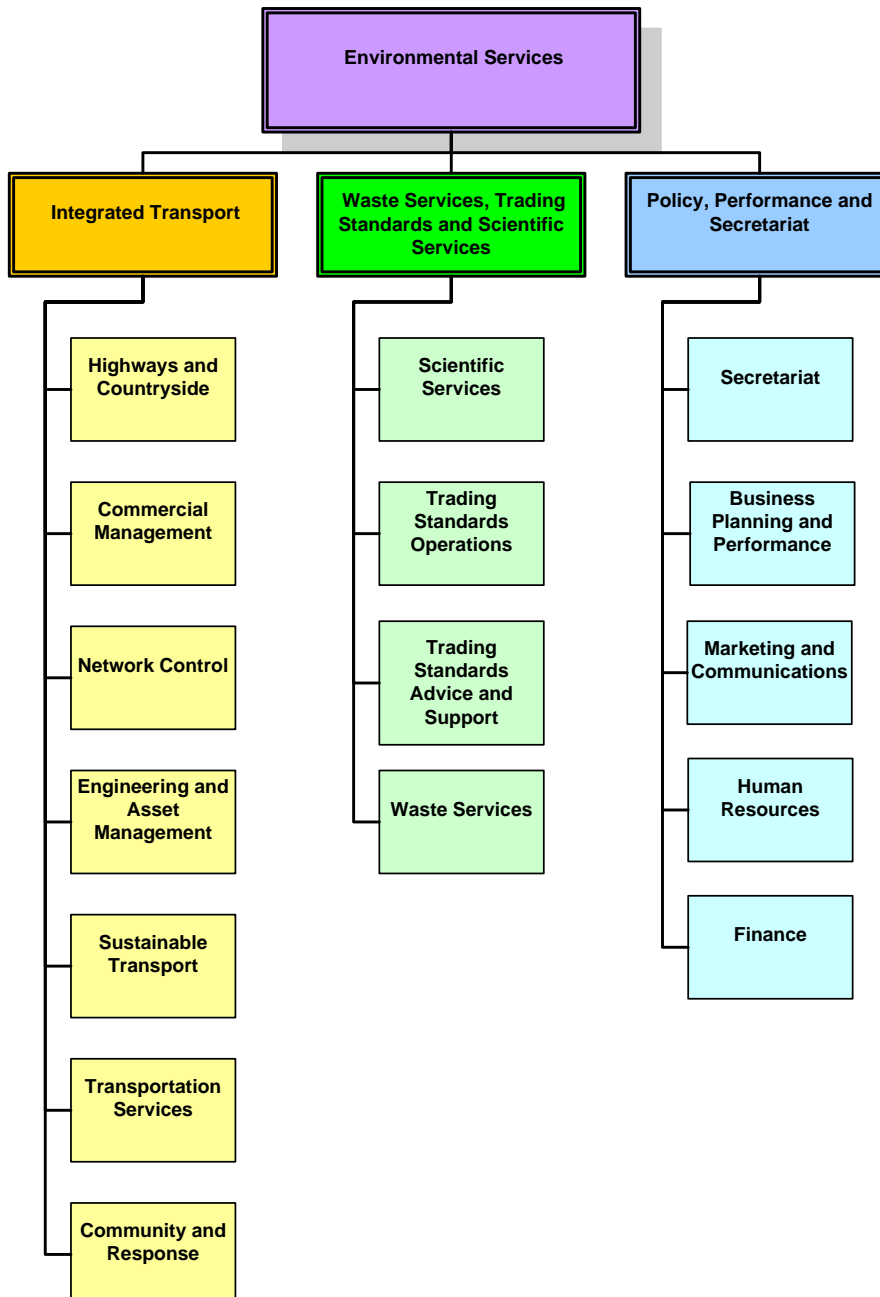 Environmental Services
Integrated Transport
Waste Services, Trading
Standards and Scientific
Services
Policy, Performance and
Secretariat
Highways and
Countryside
Commercial
Management
Network Control
Engineering and
Asset
Management
Sustainable
Transport
Transportation
Services
Community and
Response
Scientific
Services
Trading
Standards
Operations
Trading
Standards
Advice and
Support
Waste Services
Secretariat
Business
Planning and
Performance
Marketing and
Communications
Human
Resources
Finance